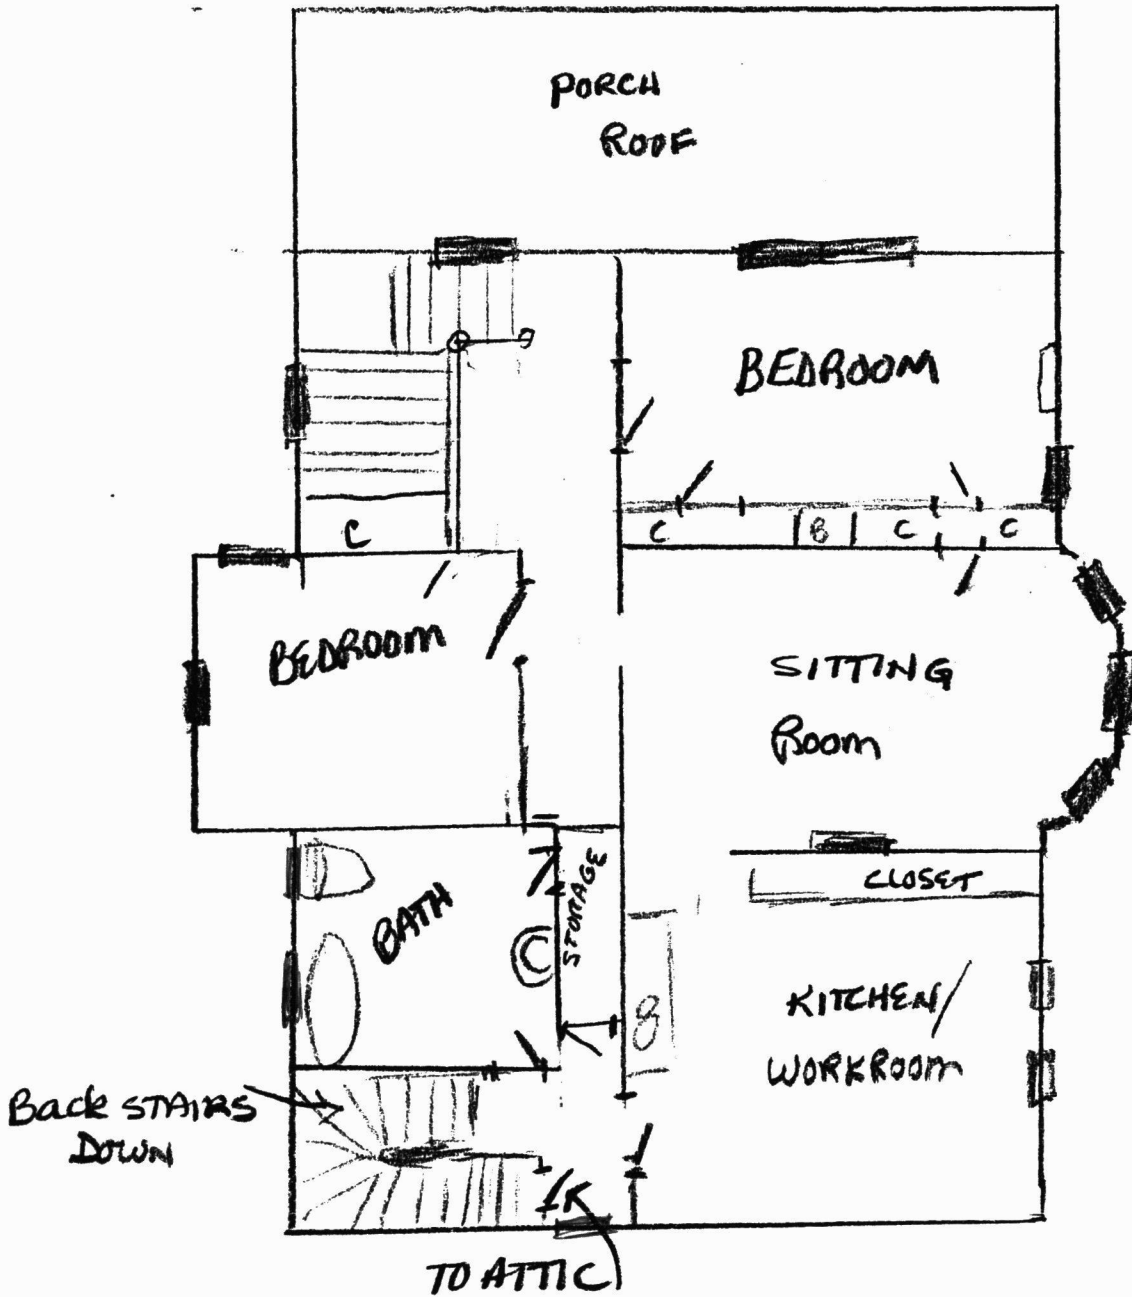 PORCH
ROOF
BEDROOM
C
C
B
C
C
BEDROOM
SITTING
Room
CLOSET
BATH
STORAGE
KITCHEN/
WORKROOM
Back STAIRS
DOWN
TO ATTIC